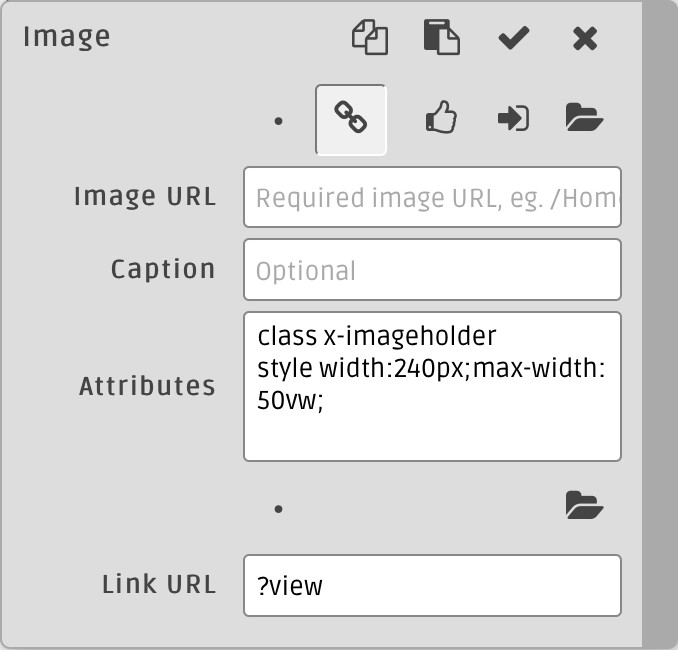 Image
Image URL
Required image URL, eg. /Hom
Caption
Optional
Attributes
class x-imageholder
style width:240px;max-width:
50vw;
Link URL
?view